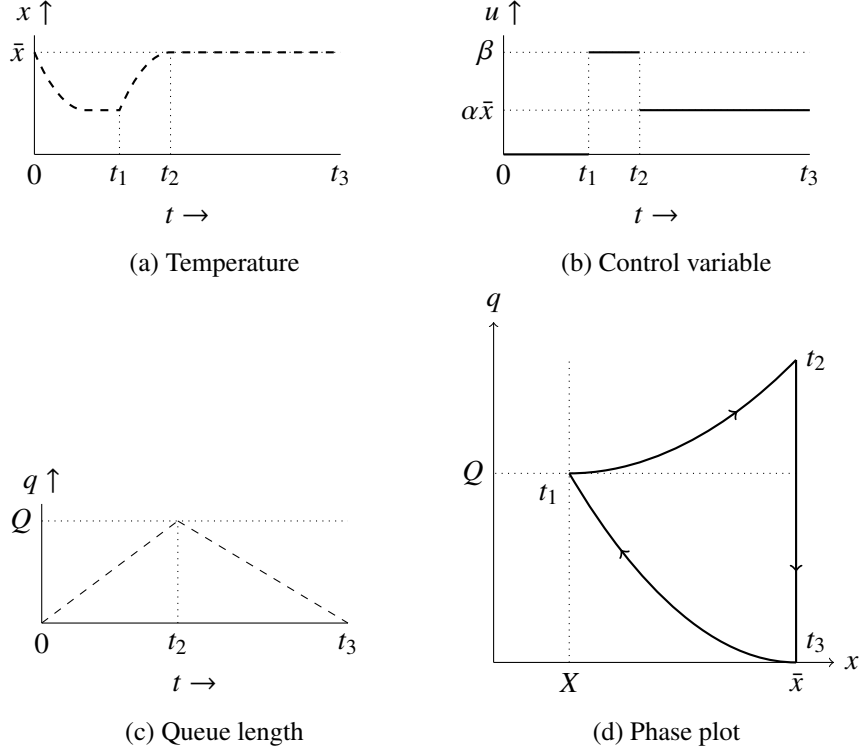 x ↑
x̄
0 t₁ t₂ t₃
t →
(a) Temperature
u ↑
β
αx̄
0 t₁ t₂ t₃
t →
(b) Control variable
q ↑
Q
0 t₂ t₃
t →
(c) Queue length
q
t₂
Q
t₁
t₃
x
X x̄
(d) Phase plot